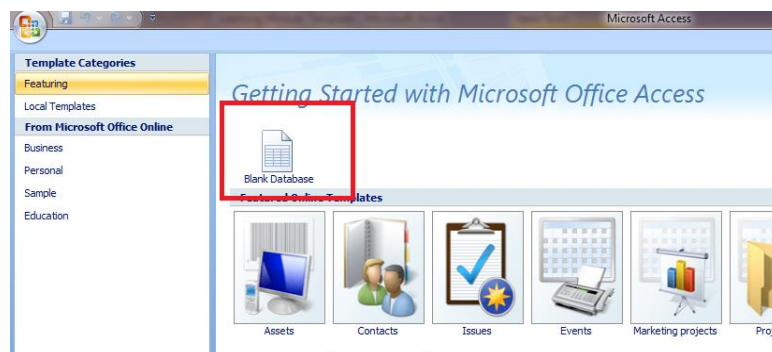 Microsoft Access
Template Categories
Featuring
Local Templates
From Microsoft Office Online
Business
Personal
Sample
Education
Getting Started with Microsoft Office Access
Blank Database
Featured Online Templates
Assets
Contacts
Issues
Events
Marketing projects